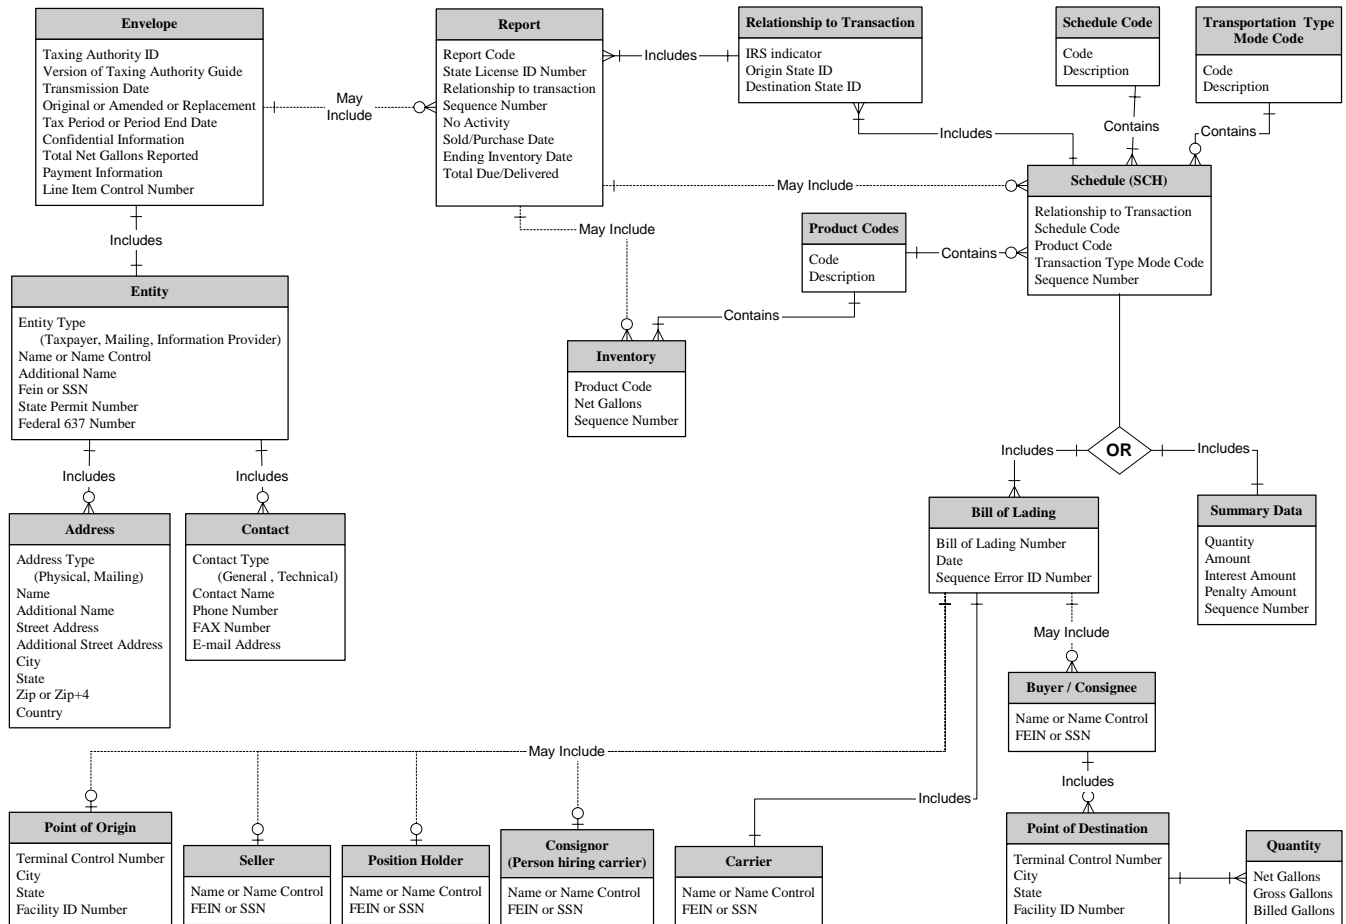 Envelope
Taxing Authority ID
Version of Taxing Authority Guide
Transmission Date
Original or Amended or Replacement
Tax Period or Period End Date
Confidential Information
Total Net Gallons Reported
Payment Information
Line Item Control Number
May
Include
Report
Report Code
State License ID Number
Relationship to transaction
Sequence Number
No Activity
Sold/Purchase Date
Ending Inventory Date
Total Due/Delivered
Includes
Relationship to Transaction
IRS indicator
Origin State ID
Destination State ID
Includes
Schedule Code
Code
Description
Contains
Transportation Type
Mode Code
Code
Description
Contains
May Include
Schedule (SCH)
Relationship to Transaction
Schedule Code
Product Code
Transaction Type Mode Code
Sequence Number
May Include
Product Codes
Code
Description
Contains
Contains
Inventory
Product Code
Net Gallons
Sequence Number
Includes
Entity
Entity Type
(Taxpayer, Mailing, Information Provider)
Name or Name Control
Additional Name
Fein or SSN
State Permit Number
Federal 637 Number
Includes
Includes
Address
Address Type
(Physical, Mailing)
Name
Additional Name
Street Address
Additional Street Address
City
State
Zip or Zip+4
Country
Contact
Contact Type
(General , Technical)
Contact Name
Phone Number
FAX Number
E-mail Address
Includes
OR
Includes
Bill of Lading
Bill of Lading Number
Date
Sequence Error ID Number
Summary Data
Quantity
Amount
Interest Amount
Penalty Amount
Sequence Number
May Include
Buyer / Consignee
Name or Name Control
FEIN or SSN
Includes
May Include
Includes
Point of Origin
Terminal Control Number
City
State
Facility ID Number
Seller
Name or Name Control
FEIN or SSN
Position Holder
Name or Name Control
FEIN or SSN
Consignor
(Person hiring carrier)
Name or Name Control
FEIN or SSN
Carrier
Name or Name Control
FEIN or SSN
Point of Destination
Terminal Control Number
City
State
Facility ID Number
Quantity
Net Gallons
Gross Gallons
Billed Gallons